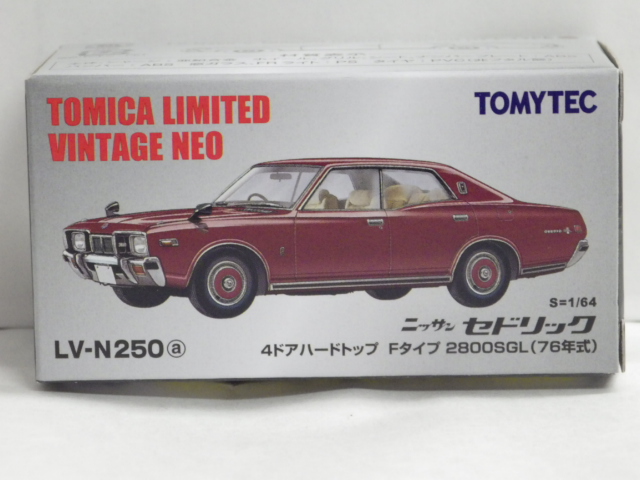 TOMICA LIMITED
VINTAGE NEO
TOMYTEC
S=1/64
ニッサン セドリック
LV-N250 ⓐ
4ドアハードトップ Fタイプ 2800SGL(76年式)